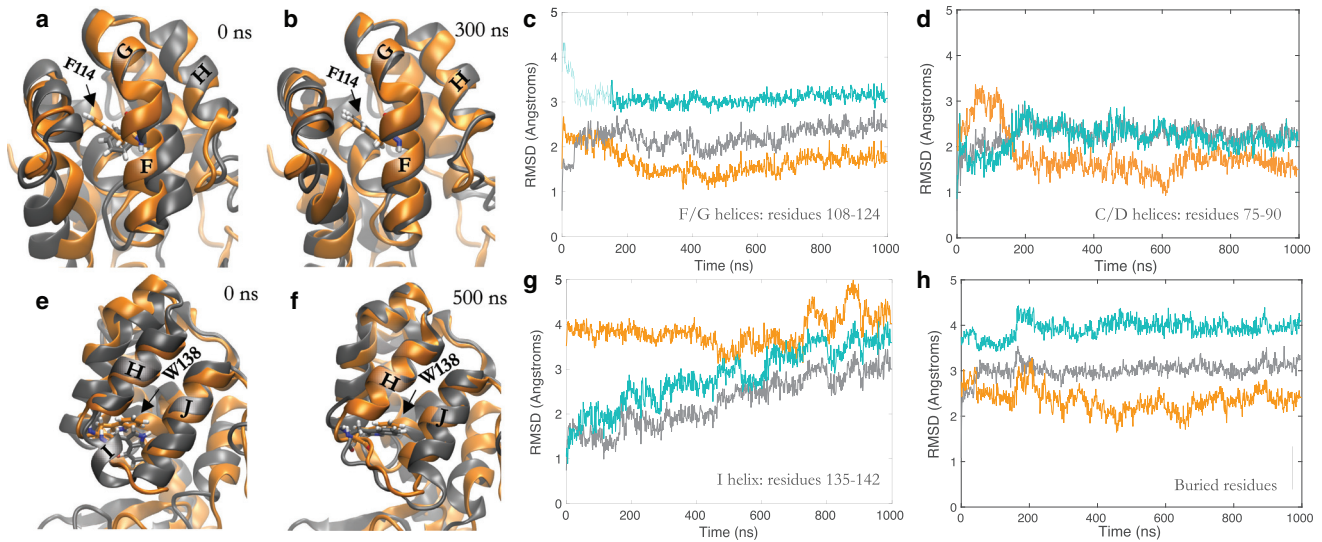 a
0 ns
G
H
F114
F
b
300 ns
G
H
F114
F
c
5
4
3
2
1
0
RMSD (Angstroms)
F/G helices: residues 108-124
0 200 400 600 800 1000
Time (ns)
d
5
4
3
2
1
0
RMSD (Angstroms)
C/D helices: residues 75-90
0 200 400 600 800 1000
Time (ns)
e
0 ns
H
W138
J
I
f
500 ns
H
W138
J
g
5
4
3
2
1
0
RMSD (Angstroms)
I helix: residues 135-142
0 200 400 600 800 1000
Time (ns)
h
5
4
3
2
1
0
RMSD (Angstroms)
Buried residues
0 200 400 600 800 1000
Time (ns)